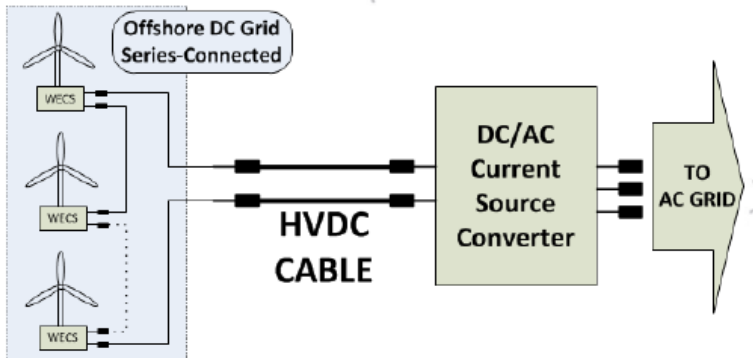 Offshore DC Grid
Series-Connected
WECS
WECS
WECS
HVDC
CABLE
DC/AC
Current
Source
Converter
TO
AC GRID